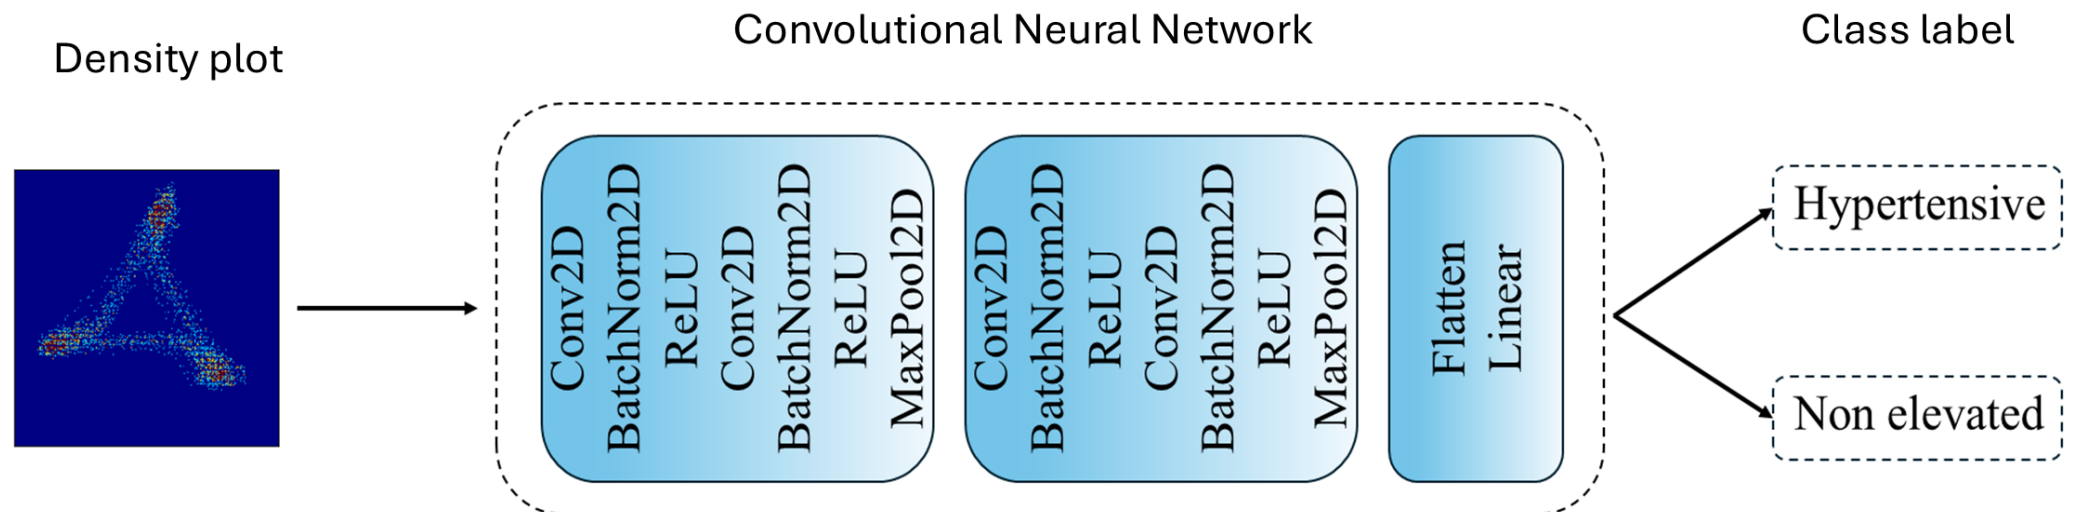 Density plot
Convolutional Neural Network
Class label
Conv2D
BatchNorm2D
ReLU
Conv2D
BatchNorm2D
ReLU
MaxPool2D
Conv2D
BatchNorm2D
ReLU
Conv2D
BatchNorm2D
ReLU
MaxPool2D
Flatten
Linear
Hypertensive
Non elevated